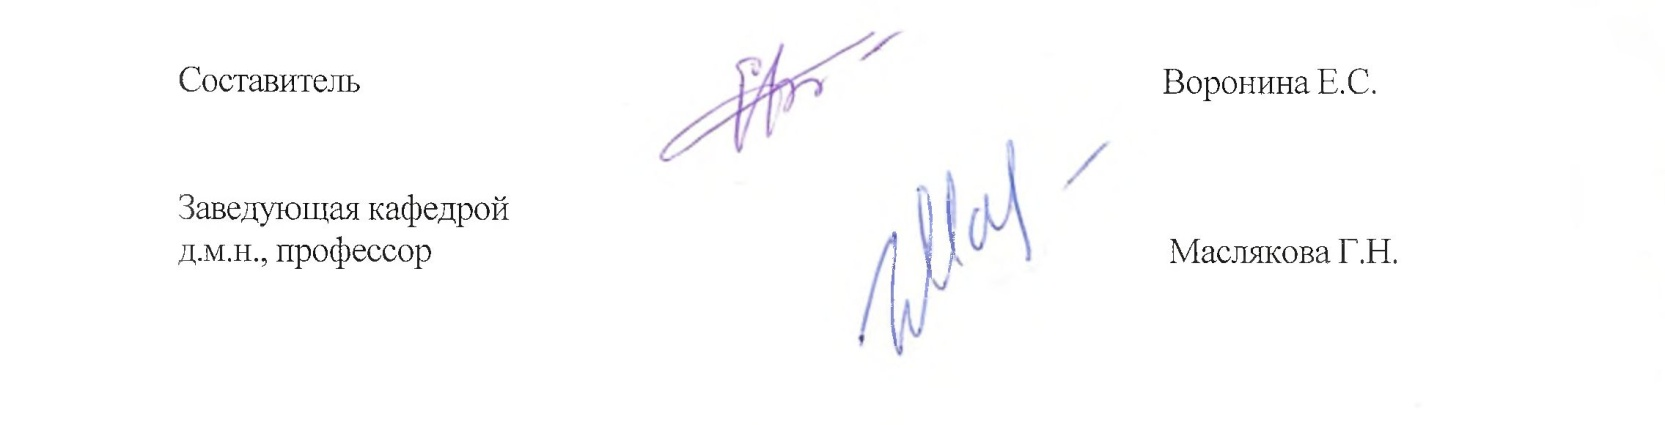 Составитель Воронина Е.С.
Заведующая кафедрой
д.м.н., профессор Маслякова Г.Н.